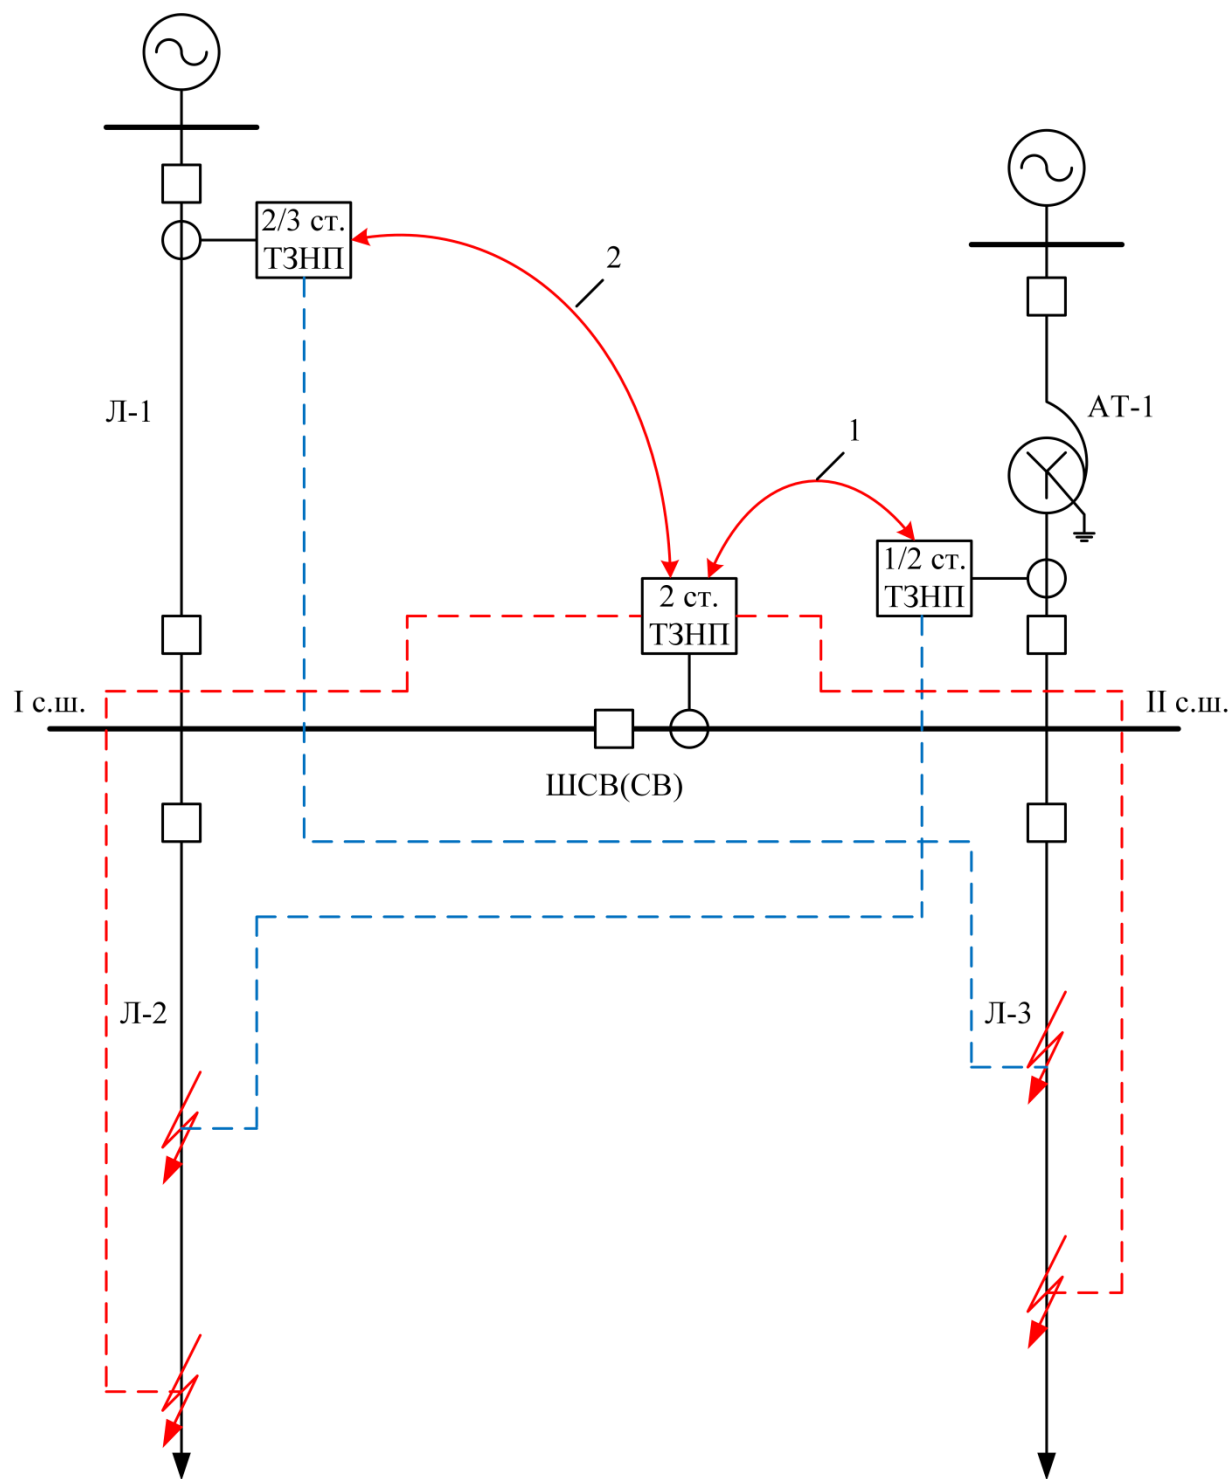 2/3 ст.
ТЗНП
2
Л-1
АТ-1
1
1/2 ст.
ТЗНП
2 ст.
ТЗНП
I с.ш.
II с.ш.
ШСВ(СВ)
Л-2
Л-3